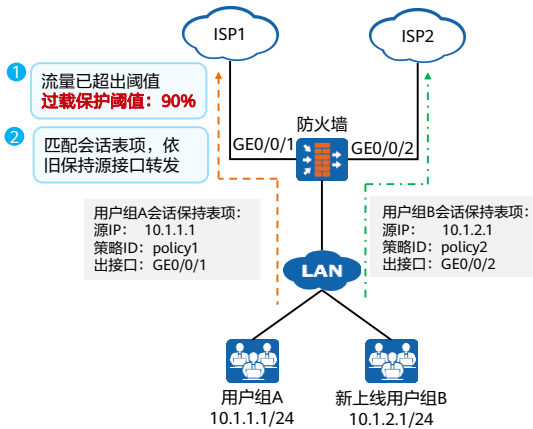 ISP1
ISP2
1
流量已超出阈值
过载保护阈值：90%
2
匹配会话表项，依
旧保持源接口转发
防火墙
GE0/0/1
GE0/0/2
用户组A会话保持表项：
源IP： 10.1.1.1
策略ID：policy1
出接口：GE0/0/1
用户组B会话保持表项：
源IP： 10.1.2.1
策略ID：policy2
出接口：GE0/0/2
LAN
用户组A
10.1.1.1/24
新上线用户组B
10.1.2.1/24